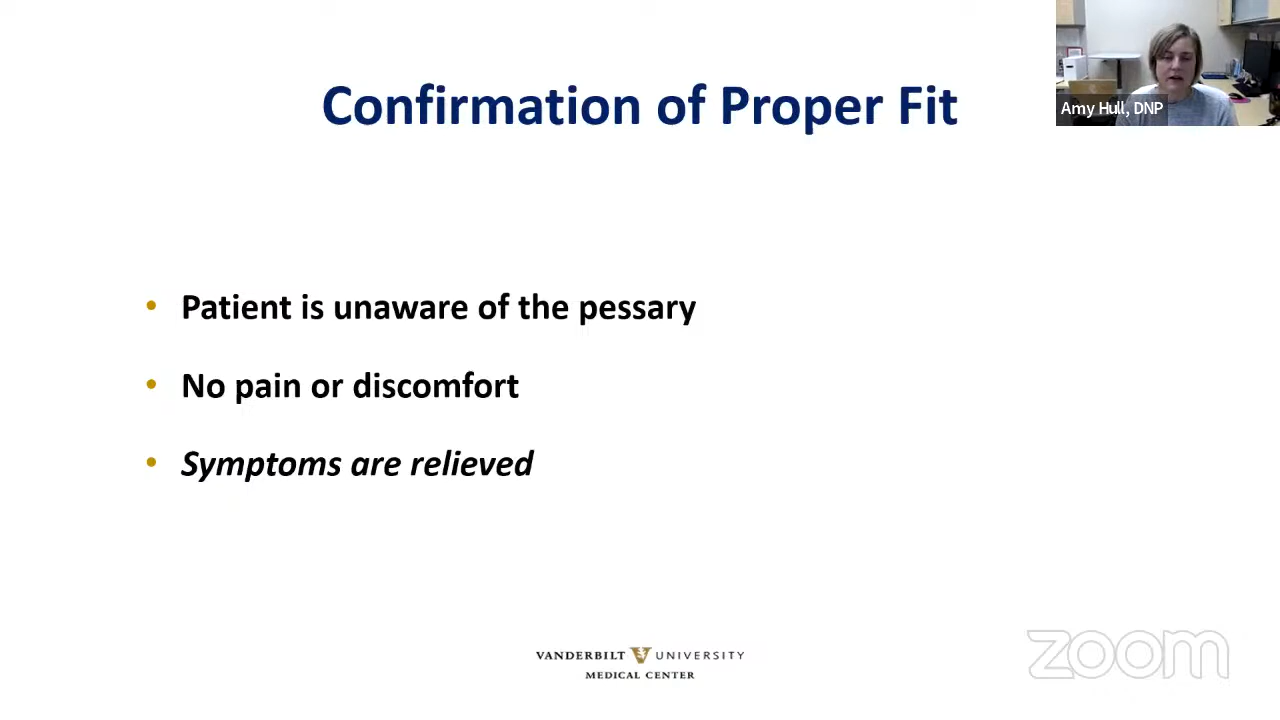 Confirmation of Proper Fit
Amy Hull, DNP
• Patient is unaware of the pessary
• No pain or discomfort
• Symptoms are relieved
VANDERBILT UNIVERSITY
MEDICAL CENTER
zoom